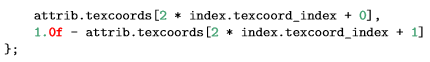 attrib.texcoords[2 * index.texcoord_index + 0],
1.0f - attrib.texcoords[2 * index.texcoord_index + 1]
};